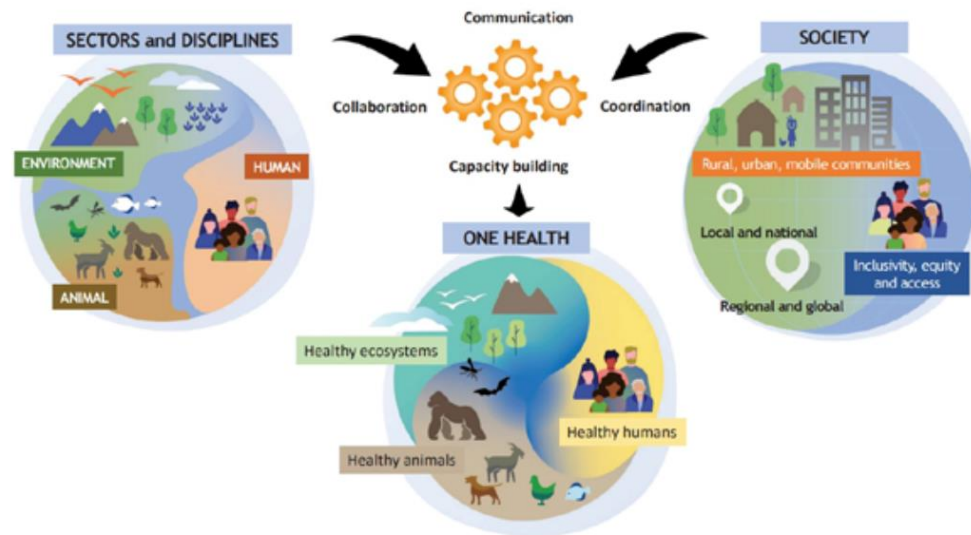 Communication
SECTORS and DISCIPLINES
SOCIETY
Collaboration
Coordination
ENVIRONMENT
HUMAN
Rural, urban, mobile communities
Capacity building
Local and national
ONE HEALTH
Inclusivity, equity
and access
ANIMAL
Regional and global
Healthy ecosystems
Healthy humans
Healthy animals